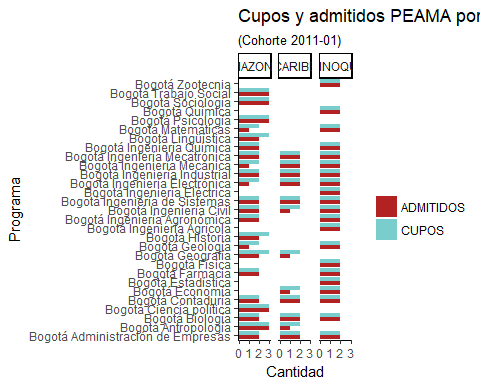 Cupos y admitidos PEAMA por
(Cohorte 2011-01)
IAZON
CARIB
INOQU
Bogotá Zootecnia
Bogotá Trabajo Social
Bogotá Sociología
Bogotá Química
Bogotá Psicología
Bogotá Matemáticas
Bogotá Lingüística
Bogotá Ingeniería Química
Bogotá Ingeniería Mecatrónica
Bogotá Ingeniería Mecánica
Bogotá Ingeniería Industrial
Bogotá Ingeniería Electrónica
Bogotá Ingeniería Eléctrica
Bogotá Ingeniería de Sistemas
Bogotá Ingeniería Civil
Bogotá Ingeniería Agronómica
Bogotá Ingeniería Agrícola
Bogotá Historia
Bogotá Geología
Bogotá Geografía
Bogotá Física
Bogotá Farmacia
Bogotá Estadística
Bogotá Economía
Bogotá Contaduría
Bogotá Ciencia política
Bogotá Biología
Bogotá Antropología
Bogotá Administración de Empresas
0 1 2 3 0 1 2 3 0 1 2 3
Cantidad
Programa
ADMITIDOS
CUPOS